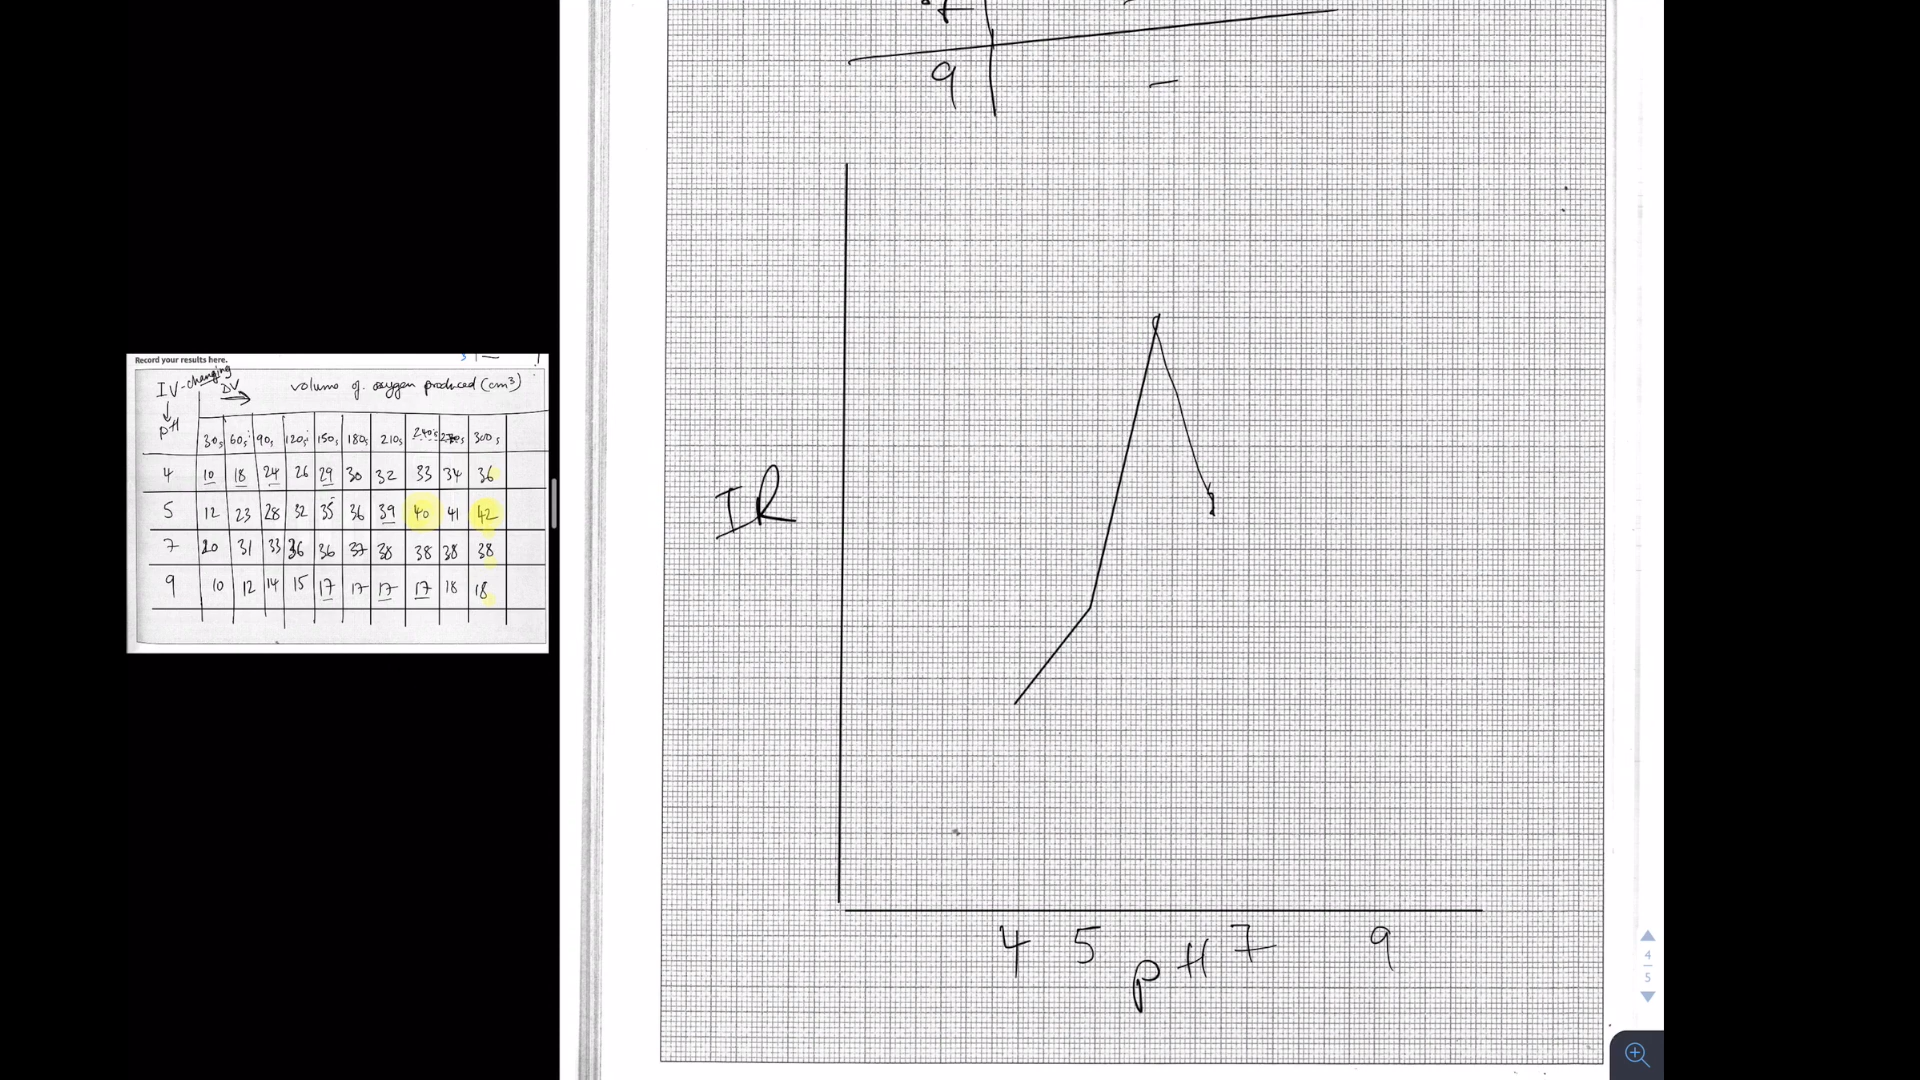 Record your results here.
IV - changing
DV
volume of oxygen produced (cm³)
pH
30s 60s 90s 120s 150s 180s 210s 240s 270s 300s
4 10 18 24 26 29 30 32 33 34 36
5 12 23 28 32 35 36 39 40 41 42
7 20 31 33 36 36 37 38 38 38 38
9 10 12 14 15 17 17 17 17 18 18
9 -
IR
4 5 7 9
pH
4
5